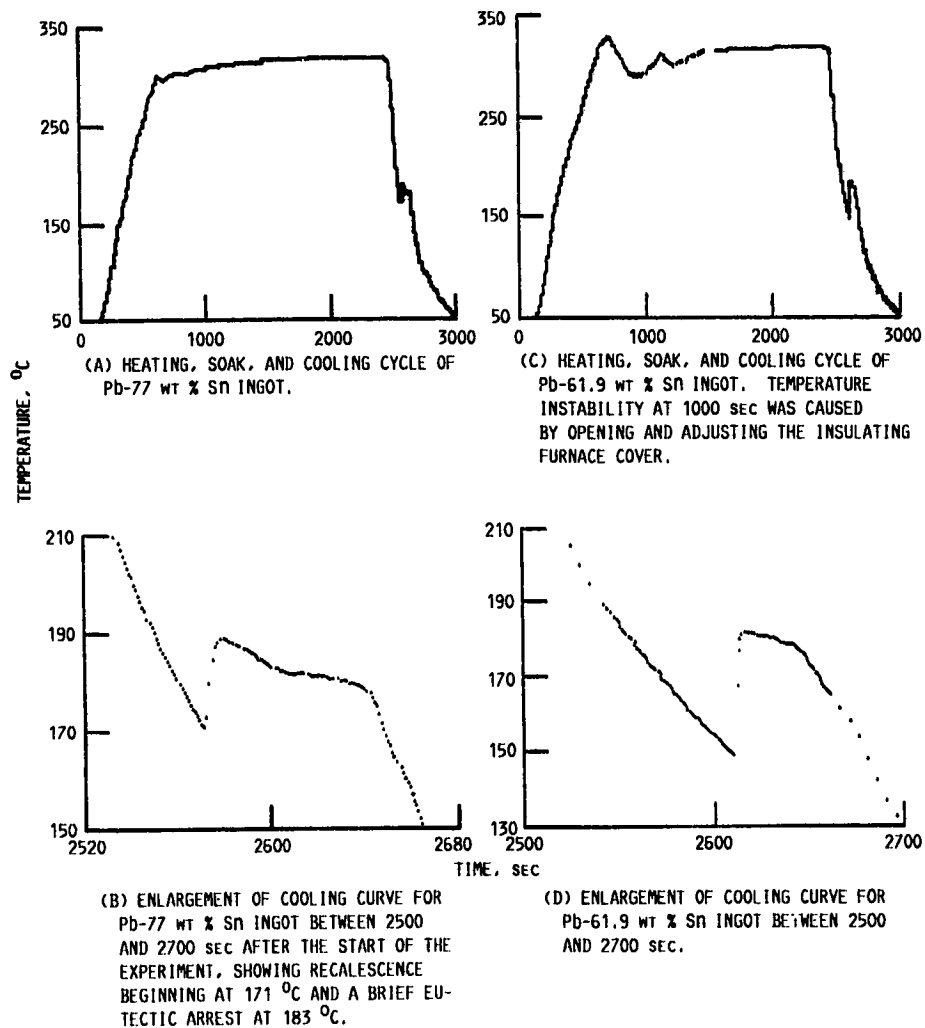 350
250
150
50
0
1000
2000
3000
(A) HEATING, SOAK, AND COOLING CYCLE OF
Pb-77 WT % Sn INGOT.
350
250
150
50
0
1000
2000
3000
(C) HEATING, SOAK, AND COOLING CYCLE OF
Pb-61.9 WT % Sn INGOT. TEMPERATURE
INSTABILITY AT 1000 SEC WAS CAUSED
BY OPENING AND ADJUSTING THE INSULATING
FURNACE COVER.
TEMPERATURE, °C
210
190
170
150
2520
2600
2680
210
190
170
150
130
2500
2600
2700
TIME, SEC
(B) ENLARGEMENT OF COOLING CURVE FOR
Pb-77 WT % Sn INGOT BETWEEN 2500
AND 2700 SEC AFTER THE START OF THE
EXPERIMENT, SHOWING RECALESCENCE
BEGINNING AT 171 °C AND A BRIEF EU-
TECTIC ARREST AT 183 °C.
(D) ENLARGEMENT OF COOLING CURVE FOR
Pb-61.9 WT % Sn INGOT BETWEEN 2500
AND 2700 SEC.